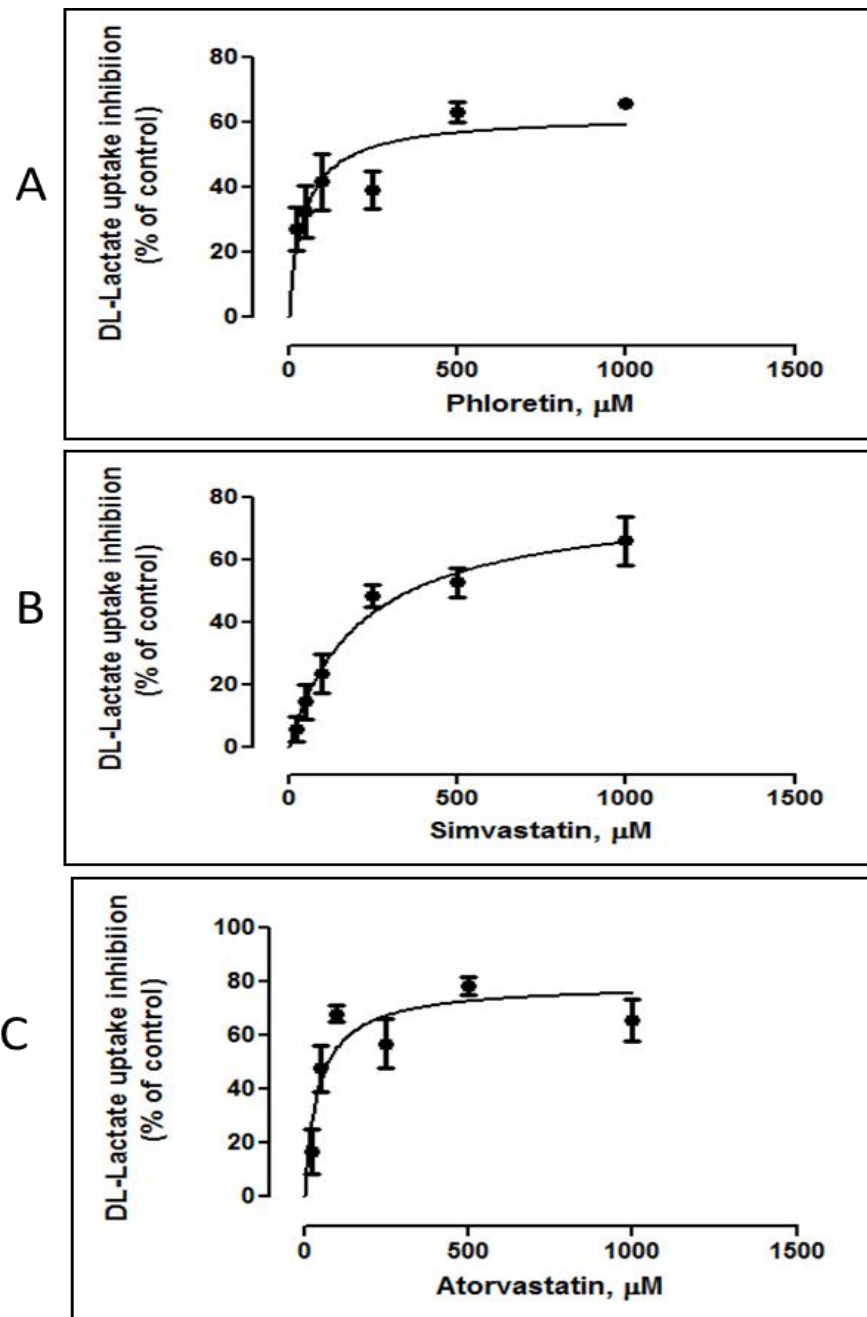 A
DL-Lactate uptake inhibiion
(% of control)
80
60
40
20
0
0 500 1000 1500
Phloretin, µM
B
DL-Lactate uptake inhibiion
(% of control)
80
60
40
20
0
0 500 1000 1500
Simvastatin, µM
C
DL-Lactate uptake inhibiion
(% of control)
100
80
60
40
20
0
0 500 1000 1500
Atorvastatin, µM